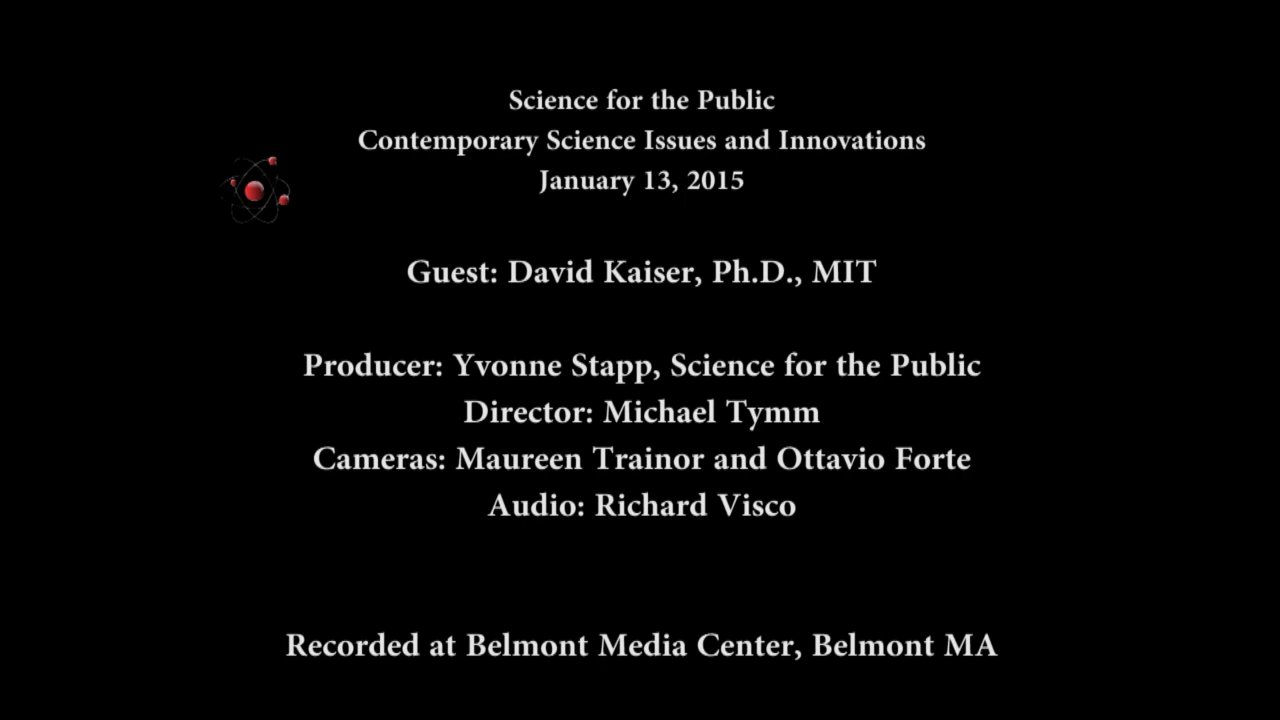 Science for the Public
Contemporary Science Issues and Innovations
January 13, 2015
Guest: David Kaiser, Ph.D., MIT
Producer: Yvonne Stapp, Science for the Public
Director: Michael Tymm
Cameras: Maureen Trainor and Ottavio Forte
Audio: Richard Visco
Recorded at Belmont Media Center, Belmont MA